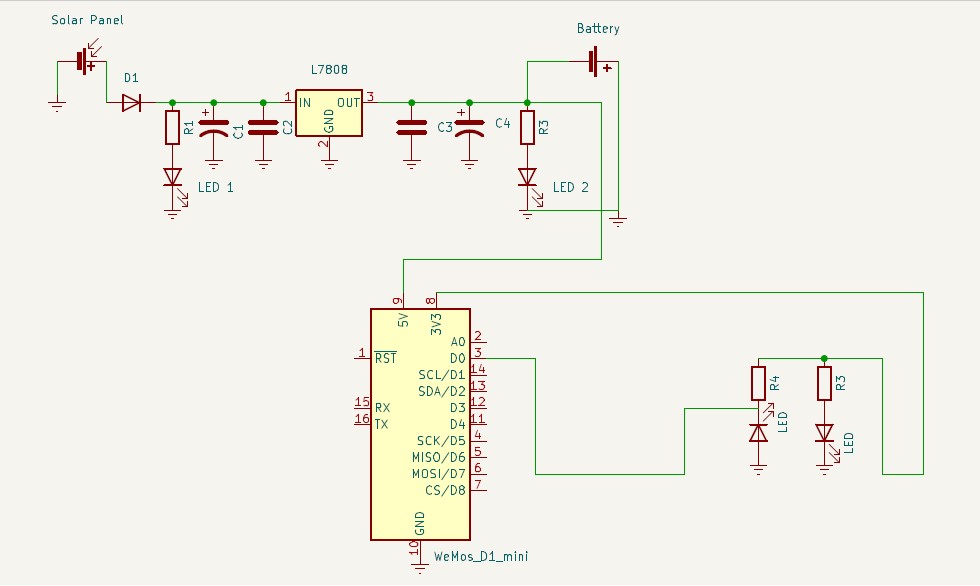 Solar Panel
Battery
D1
L7808
1 IN OUT 3
GND
2
R1
+
C1
C2
C3
+
C4
R3
+
+
LED 1
LED 2
9 8
5V 3V3
A0 2
1 RST D0 3
SCL/D1 14
SDA/D2 13
15 RX D3 12
16 TX D4 11
SCK/D5 4
MISO/D6 5
MOSI/D7 6
CS/D8 7
GND
10
WeMos_D1_mini
R4
R3
LED
LED